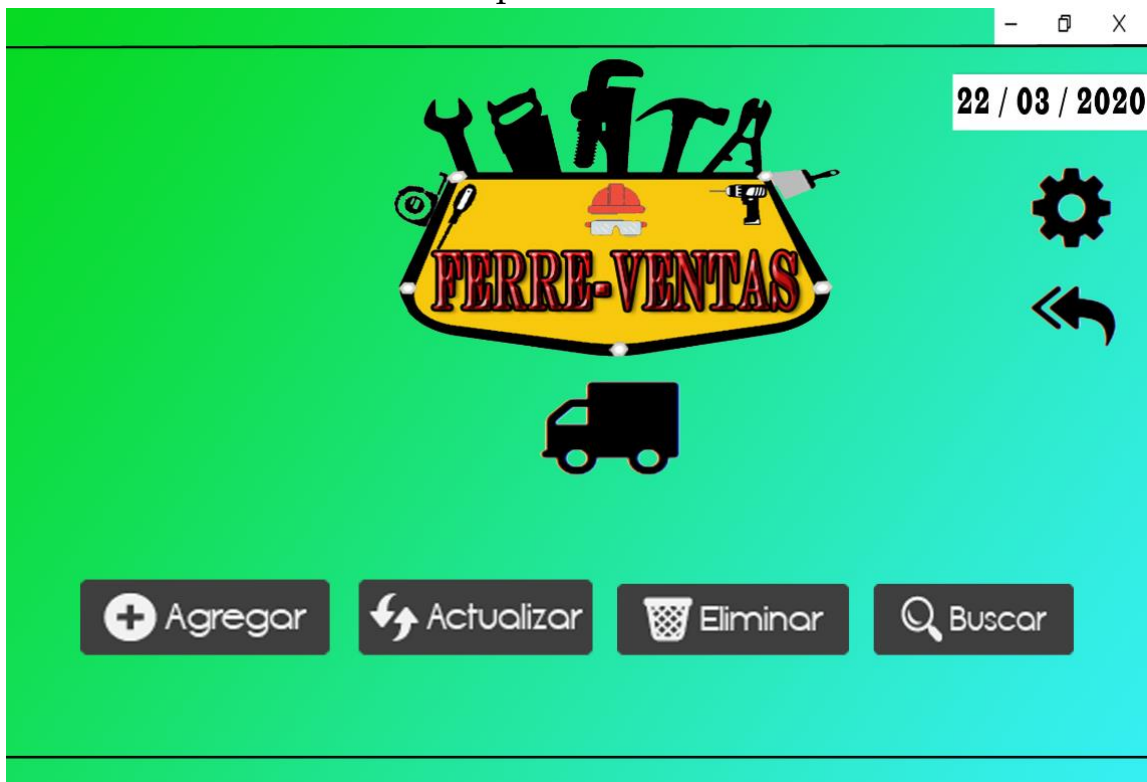 22 / 03 / 2020
FERRE-VENTAS
Agregar
Actualizar
Eliminar
Buscar